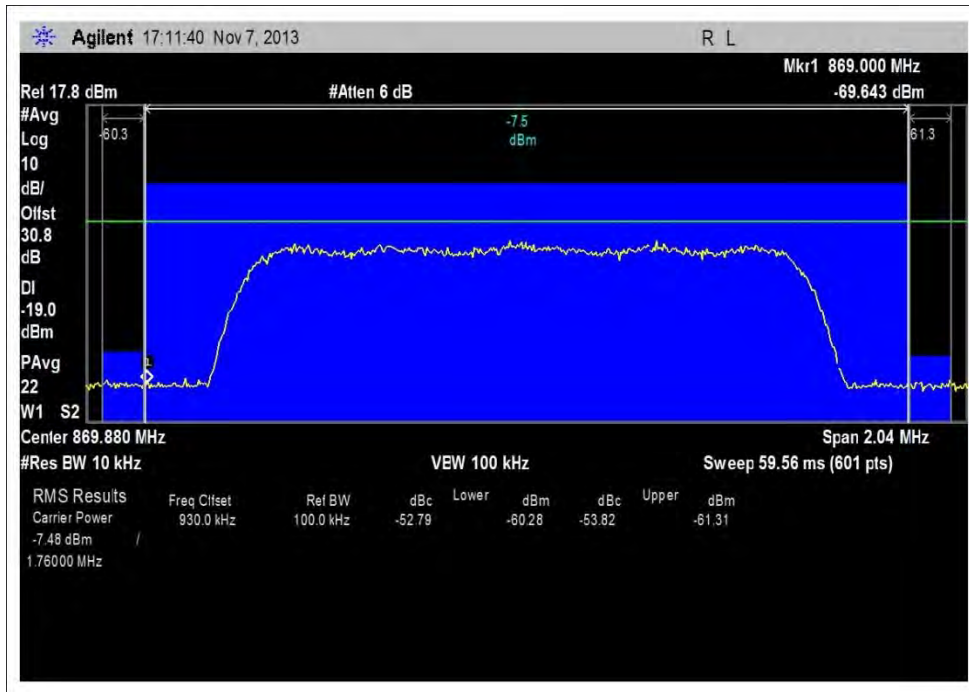 Agilent 17:11:40 Nov 7, 2013 R L
Mkr1 869.000 MHz
Ref 17.8 dBm #Atten 6 dB -69.643 dBm
#Avg
Log
10
dB/
Offst
30.8
dB
DI
-19.0
dBm
PAvg
22
W1 S2
-60.3
-7.5
dBm
61.3
1
Center 869.880 MHz Span 2.04 MHz
#Res BW 10 kHz VBW 100 kHz Sweep 59.56 ms (601 pts)
RMS Results Freq Offset Ref BW dBc Lower dBm dBc Upper dBm
Carrier Power 930.0 kHz 100.0 kHz -52.79 -60.28 -53.82 -61.31
-7.48 dBm /
1.76000 MHz